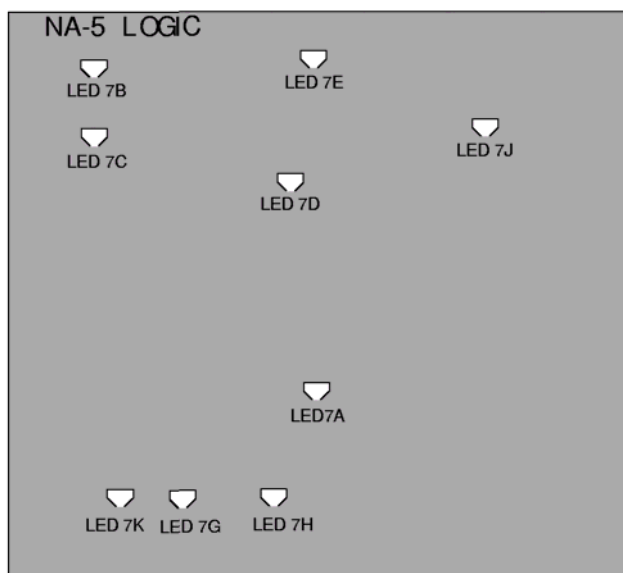 NA-5 LOGIC
LED 7B
LED 7E
LED 7C
LED 7J
LED 7D
LED7A
LED 7K
LED 7G
LED 7H